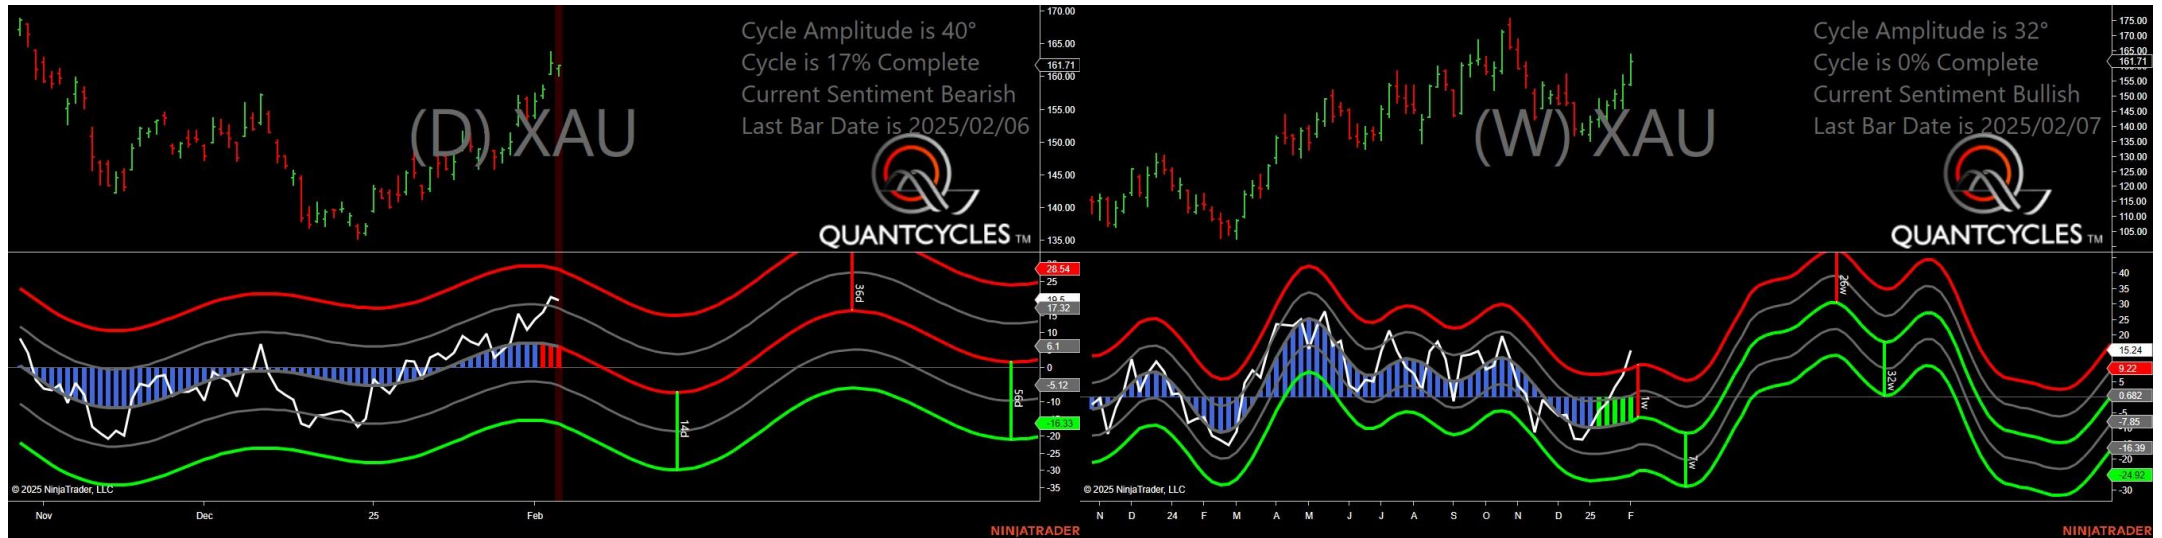 Cycle Amplitude is 40°
Cycle is 17% Complete
Current Sentiment Bearish
Last Bar Date is 2025/02/06
(D) XAU
QUANTCYCLES TM
170.00
165.00
161.71
160.00
155.00
150.00
145.00
140.00
135.00
28.54
25
19.5
17.32
15
10
6.1
0
-5.12
-10
-16.33
-20
-25
-30
-35
14d
36d
56d
© 2025 NinjaTrader, LLC
Nov
Dec
25
Feb
NINJATRADER
Cycle Amplitude is 32°
Cycle is 0% Complete
Current Sentiment Bullish
Last Bar Date is 2025/02/07
(W) XAU
QUANTCYCLES TM
175.00
170.00
165.00
161.71
155.00
150.00
145.00
140.00
135.00
130.00
125.00
120.00
115.00
110.00
105.00
40
35
30
25
20
15.24
9.22
5
0.682
-5
-7.85
-16.39
-20
-24.92
-30
1w
7w
26w
32w
© 2025 NinjaTrader, LLC
N
D
24
F
M
A
M
J
J
A
S
O
N
D
25
F
NINJATRADER